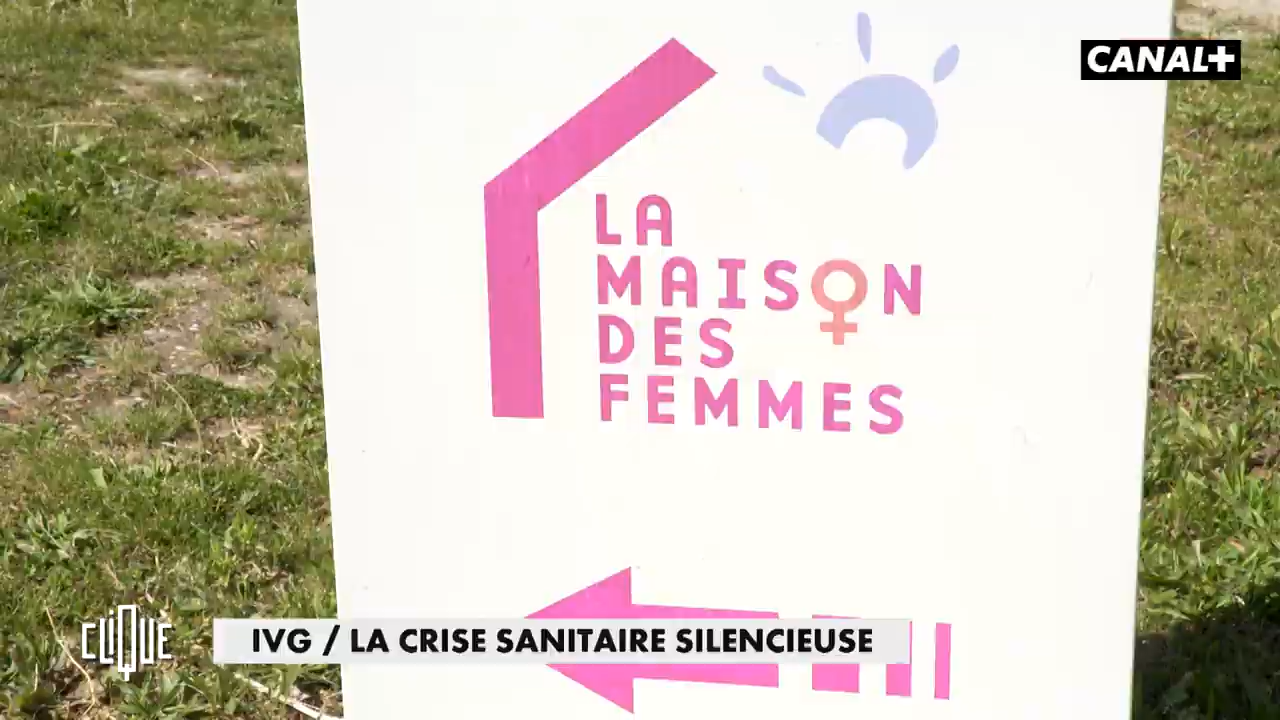 CANAL+
LA
MAISON
DES
FEMMES
CLIQUE
IVG / LA CRISE SANITAIRE SILENCIEUSE